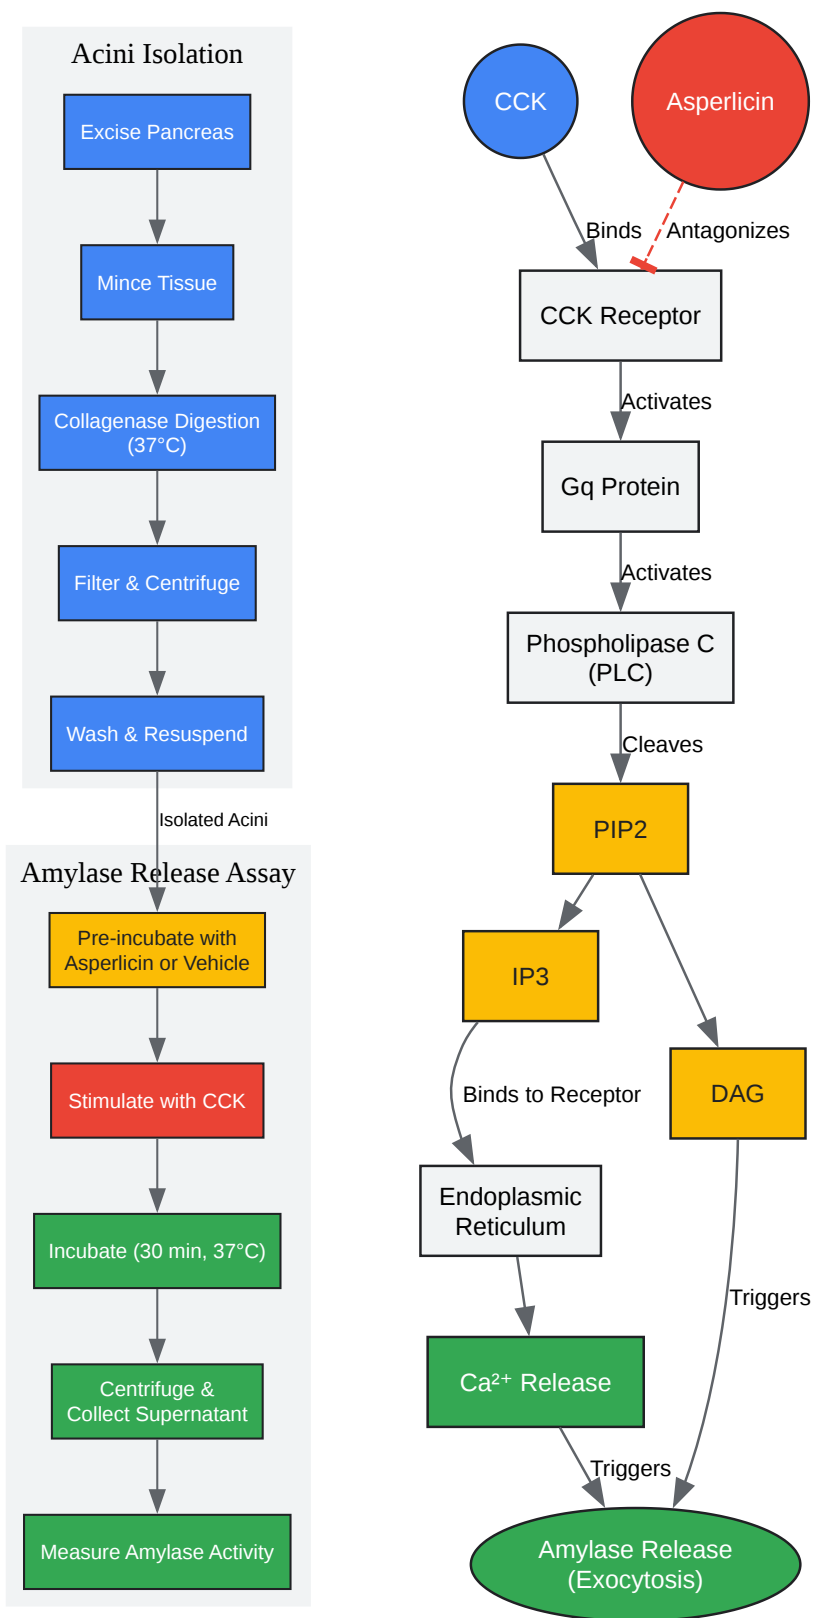 Acini Isolation
Excise Pancreas
Mince Tissue
Collagenase Digestion
(37°C)
Filter & Centrifuge
Wash & Resuspend
Isolated Acini
Amylase Release Assay
Pre-incubate with
Asperlicin or Vehicle
Stimulate with CCK
Incubate (30 min, 37°C)
Centrifuge &
Collect Supernatant
Measure Amylase Activity
CCK
Asperlicin
Binds
Antagonizes
CCK Receptor
Activates
Gq Protein
Activates
Phospholipase C
(PLC)
Cleaves
PIP2
IP3
DAG
Binds to Receptor
Endoplasmic
Reticulum
Triggers
Ca²⁺ Release
Triggers
Amylase Release
(Exocytosis)